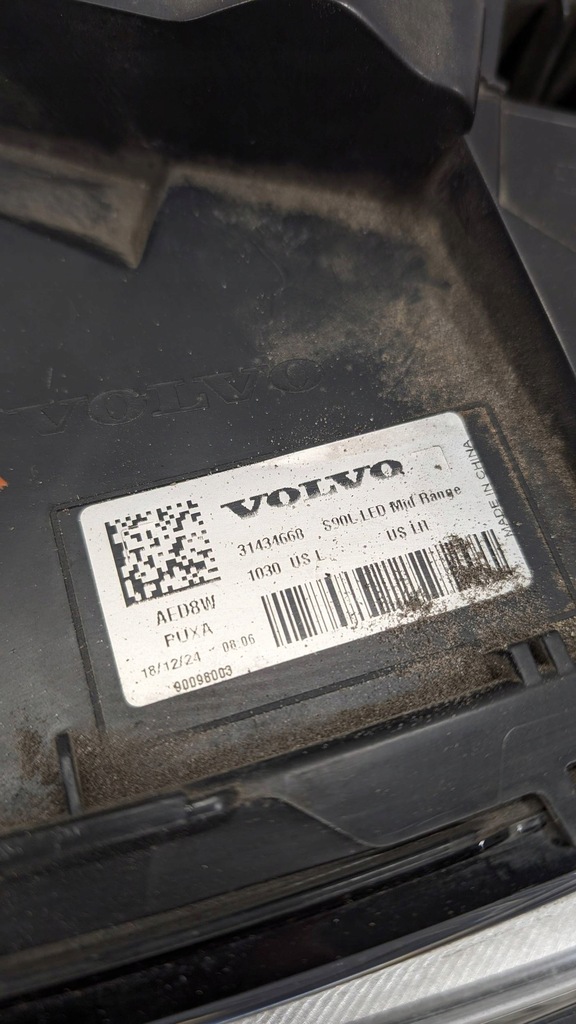 VOLVO
VOLVO
31434668 S90L LED Mid Range
1030 US L US LH
AED8W
PUXA
18/12/24 08:06
90096003
MADE IN CHINA